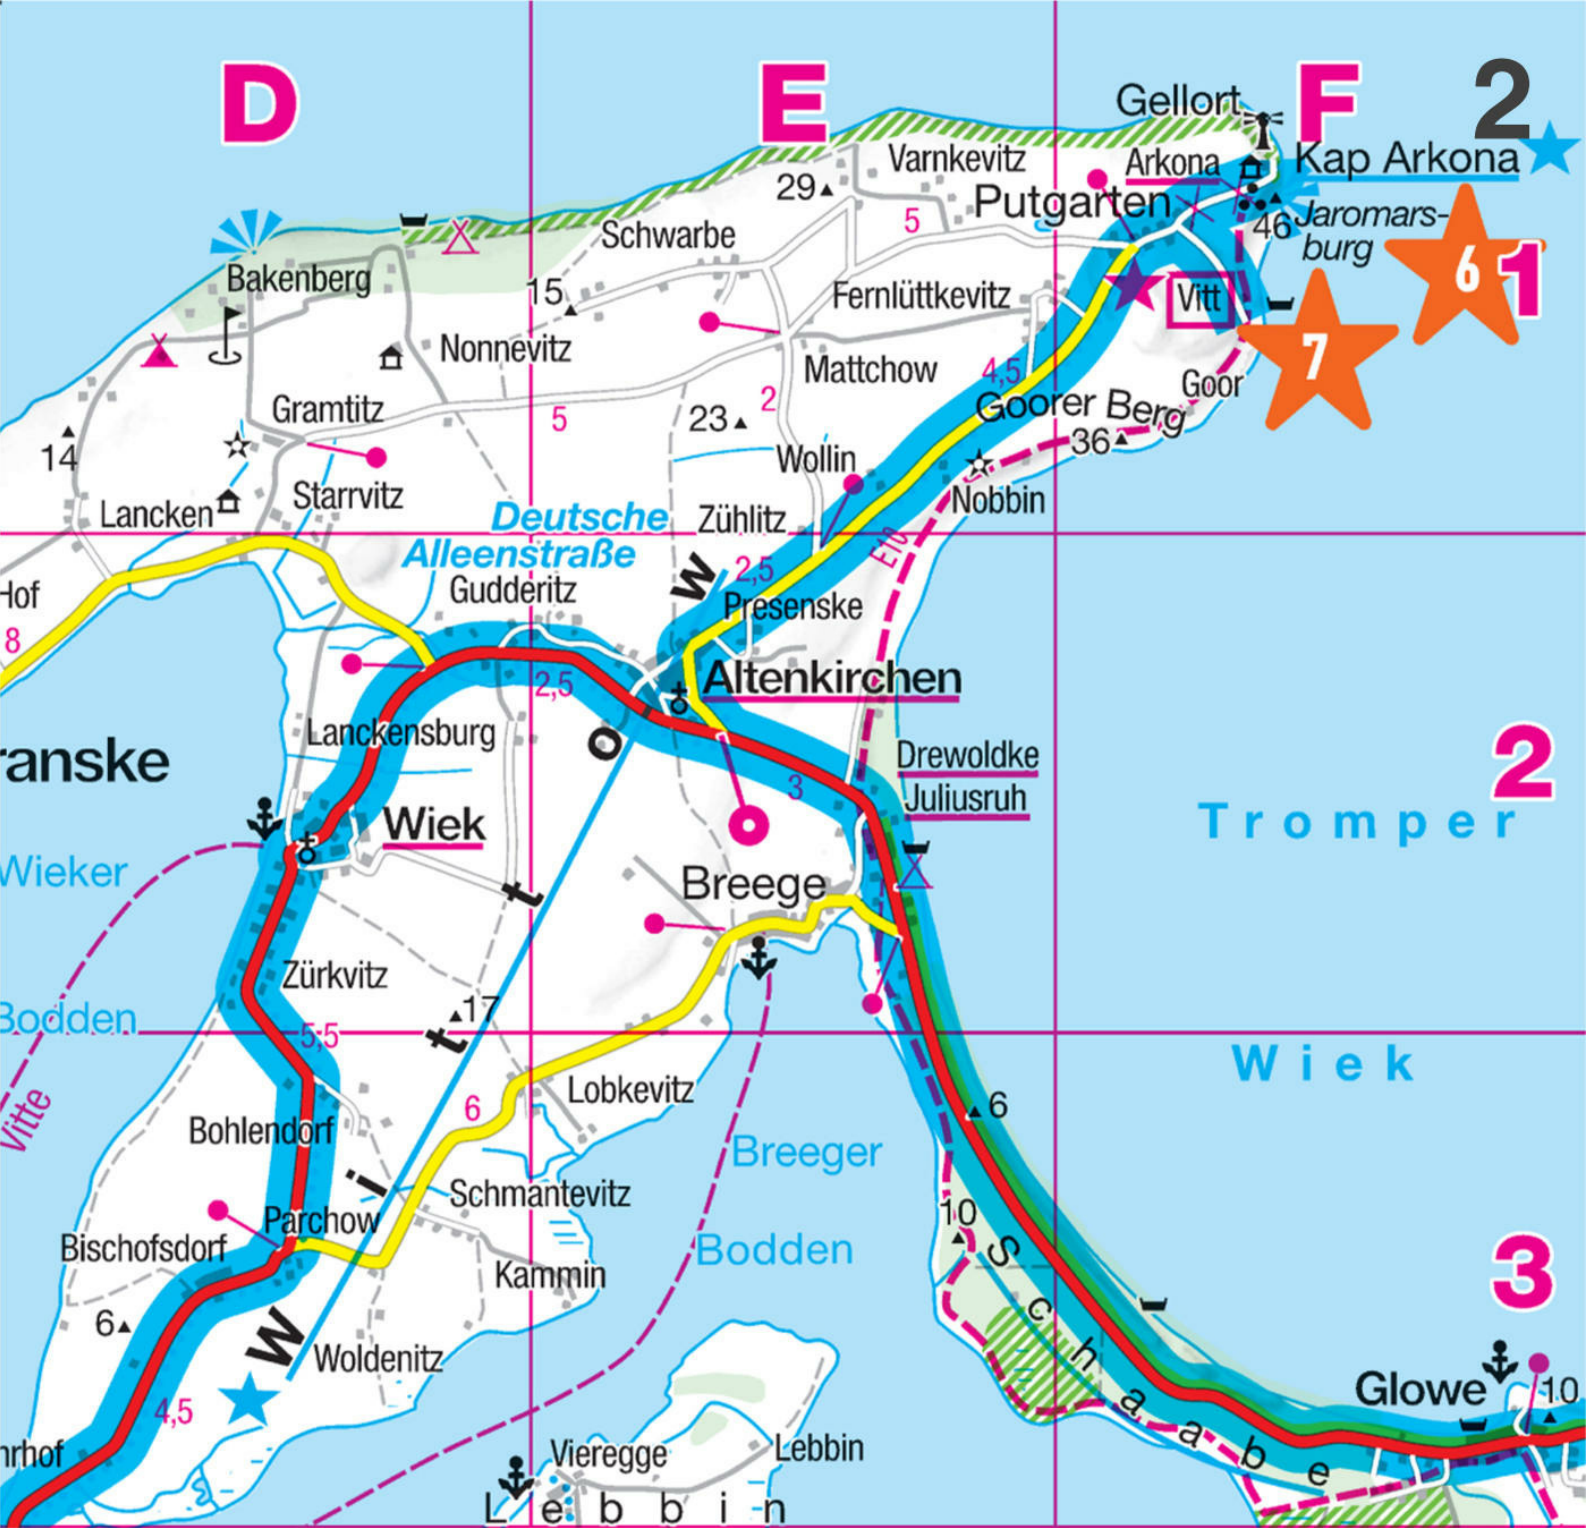 D
E
F
2
Gellort
Varnkevitz
Arkona
Kap Arkona
29
Putgarten
5
46
Jaromars-
burg
6
1
Schwarbe
Bakenberg
15
Fernlüttkevitz
Vitt
7
Nonnevitz
Mattchow
4,5
Goor
Gramtitz
5
2
23
Goorer Berg
36
14
Wollin
Lancken
Starrvitz
Nobbin
Deutsche
Alleenstraße
Zühlitz
E10
2,5
Hof
Gudderitz
W
Presenske
8
2,5
Altenkirchen
Lanckensburg
o
ranske
Drewoldke
Juliusruh
3
2
Tromper
Wiek
Wieker
Breege
t
Zürkvitz
17
Bodden
t
5,5
Wiek
Vitte
Lobkevitz
6
6
Bohlendorf
Breeger
i
Schmantevitz
Parchow
10
Bischofsdorf
Bodden
Kammin
3
6
W
Woldenitz
Schaabe
Glowe
10
4,5
Vieregge
Lebbin
rhof
Lebbin